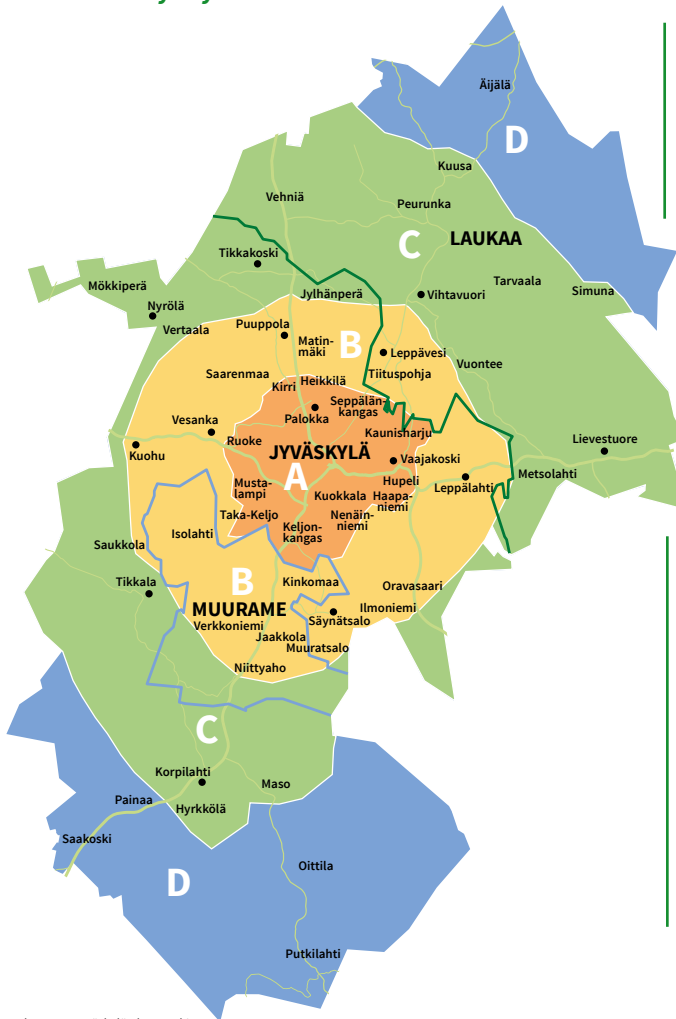 Äijälä
D
Kuusa
Vehniä
Peurunka
C
LAUKAA
Tikkakoski
Mökkiperä
Jylhänperä
Vihtavuori
Tarvaala
Simuna
Nyrölä
Vertaala
Puuppola
Matin-
mäki
B
Leppävesi
Tiituspohja
Vuontee
Saarenmaa
Kirri
Heikkilä
Seppälän-
kangas
Palokka
Vesanka
Ruoke
Kaunisharju
Kuohu
JYVÄSKYLÄ
A
Vaajakoski
Lievestuore
Metsolahti
Musta-
lampi
Hupeli
Leppälahti
Kuokkala
Haapa-
niemi
Taka-Keljo
Nenäin-
niemi
Keljon-
kangas
Isolahti
Saukkola
Tikkala
B
Kinkomaa
Oravasaari
MUURAME
Ilmoniemi
Säynätsalo
Verkkoniemi
Jaakkola
Muuratsalo
Niittyaho
C
Korpilahti
Maso
Painaa
Hyrkkölä
Saakoski
D
Oittila
Putkilahti